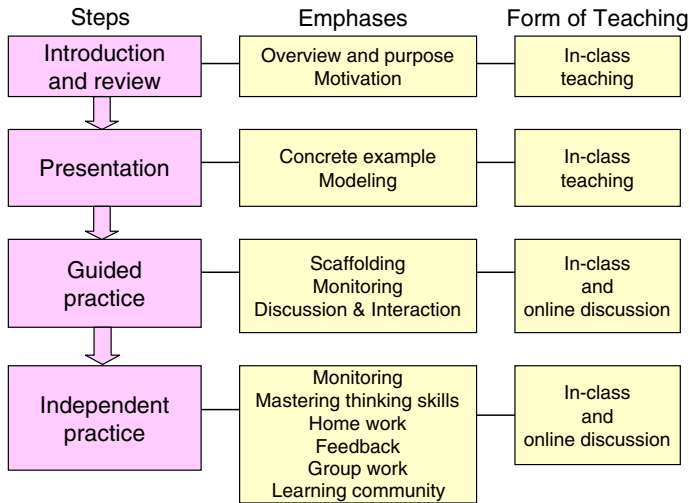 Steps
Emphases
Form of Teaching
Introduction
and review
Overview and purpose
Motivation
In-class
teaching
Presentation
Concrete example
Modeling
In-class
teaching
Guided
practice
Scaffolding
Monitoring
Discussion & Interaction
In-class
and
online discussion
Independent
practice
Monitoring
Mastering thinking skills
Home work
Feedback
Group work
Learning community
In-class
and
online discussion